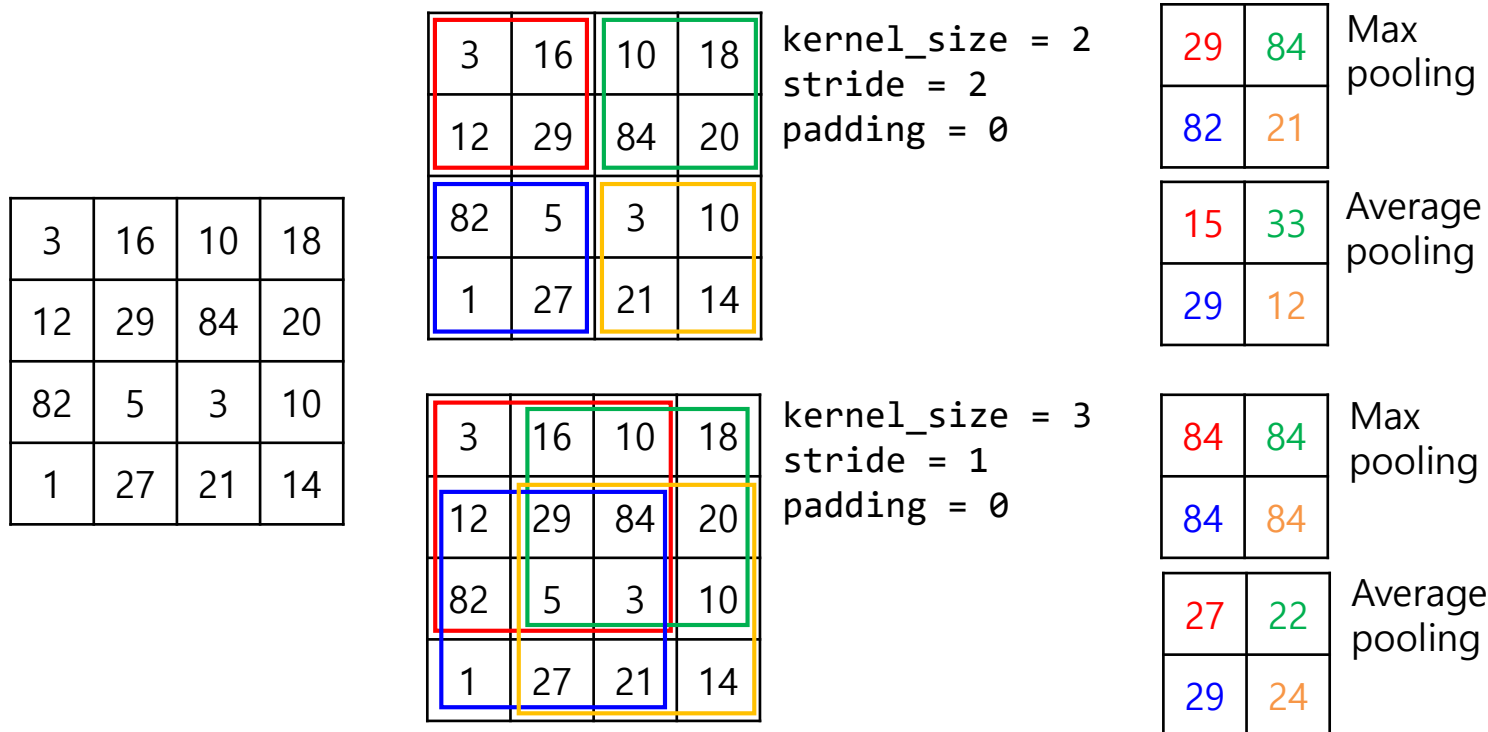 3 16 10 18
12 29 84 20
82 5 3 10
1 27 21 14
3 16 10 18
12 29 84 20
82 5 3 10
1 27 21 14
kernel_size = 2
stride = 2
padding = 0
29 84
82 21
Max
pooling
15 33
29 12
Average
pooling
3 16 10 18
12 29 84 20
82 5 3 10
1 27 21 14
kernel_size = 3
stride = 1
padding = 0
84 84
84 84
Max
pooling
27 22
29 24
Average
pooling